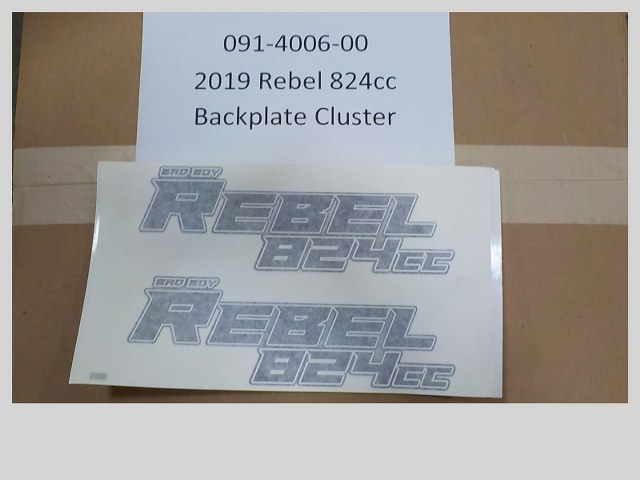 091-4006-00
2019 Rebel 824cc
Backplate Cluster
BAD BOY
REBEL
824cc
BAD BOY
REBEL
824cc